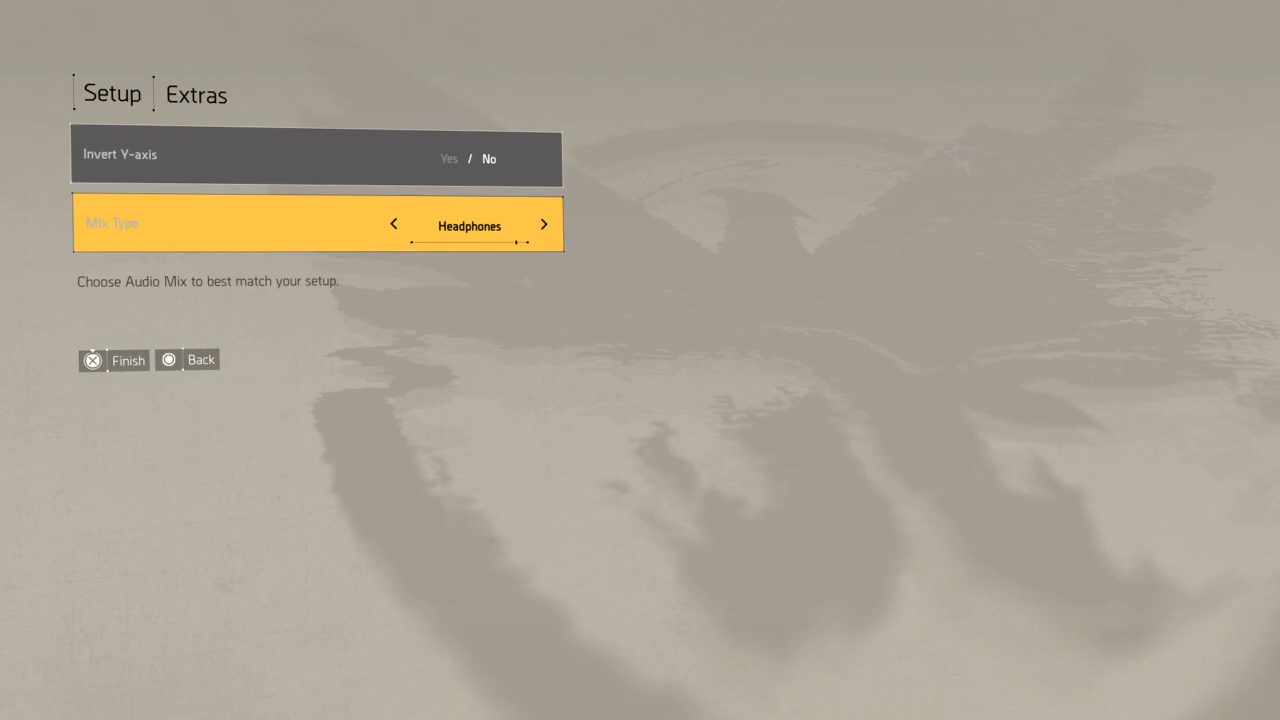 Setup Extras
Invert Y-axis Yes / No
Mix Type Headphones
Choose Audio Mix to best match your setup.
Finish Back